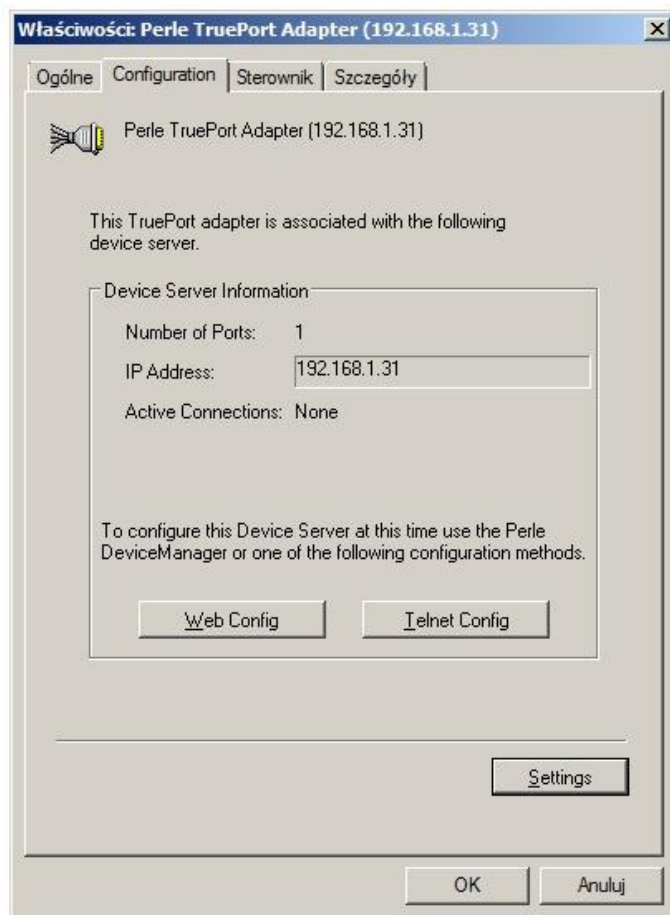 Właściwości: Perle TruePort Adapter (192.168.1.31)
Ogólne Configuration Sterownik Szczegóły
Perle TruePort Adapter (192.168.1.31)
This TruePort adapter is associated with the following
device server.
Device Server Information
Number of Ports: 1
IP Address: 192.168.1.31
Active Connections: None
To configure this Device Server at this time use the Perle
DeviceManager or one of the following configuration methods.
Web Config Telnet Config
Settings
OK Anuluj